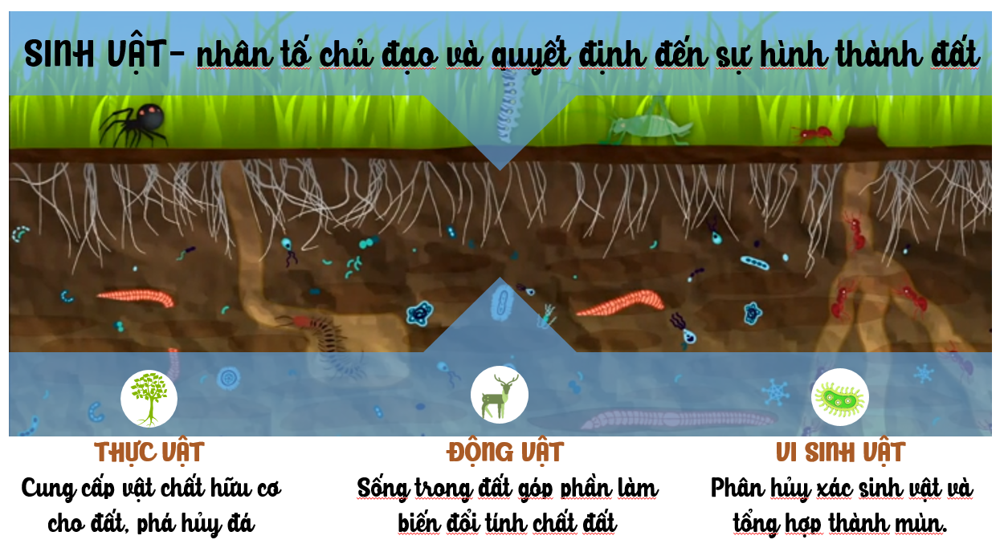 SINH VẬT– nhân tố chủ đạo và quyết định đến sự hình thành đất
THỰC VẬT
Cung cấp vật chất hữu cơ
cho đất, phá hủy đá
ĐỘNG VẬT
Sống trong đất góp phần làm
biến đổi tính chất đất
VI SINH VẬT
Phân hủy xác sinh vật và
tổng hợp thành mùn.